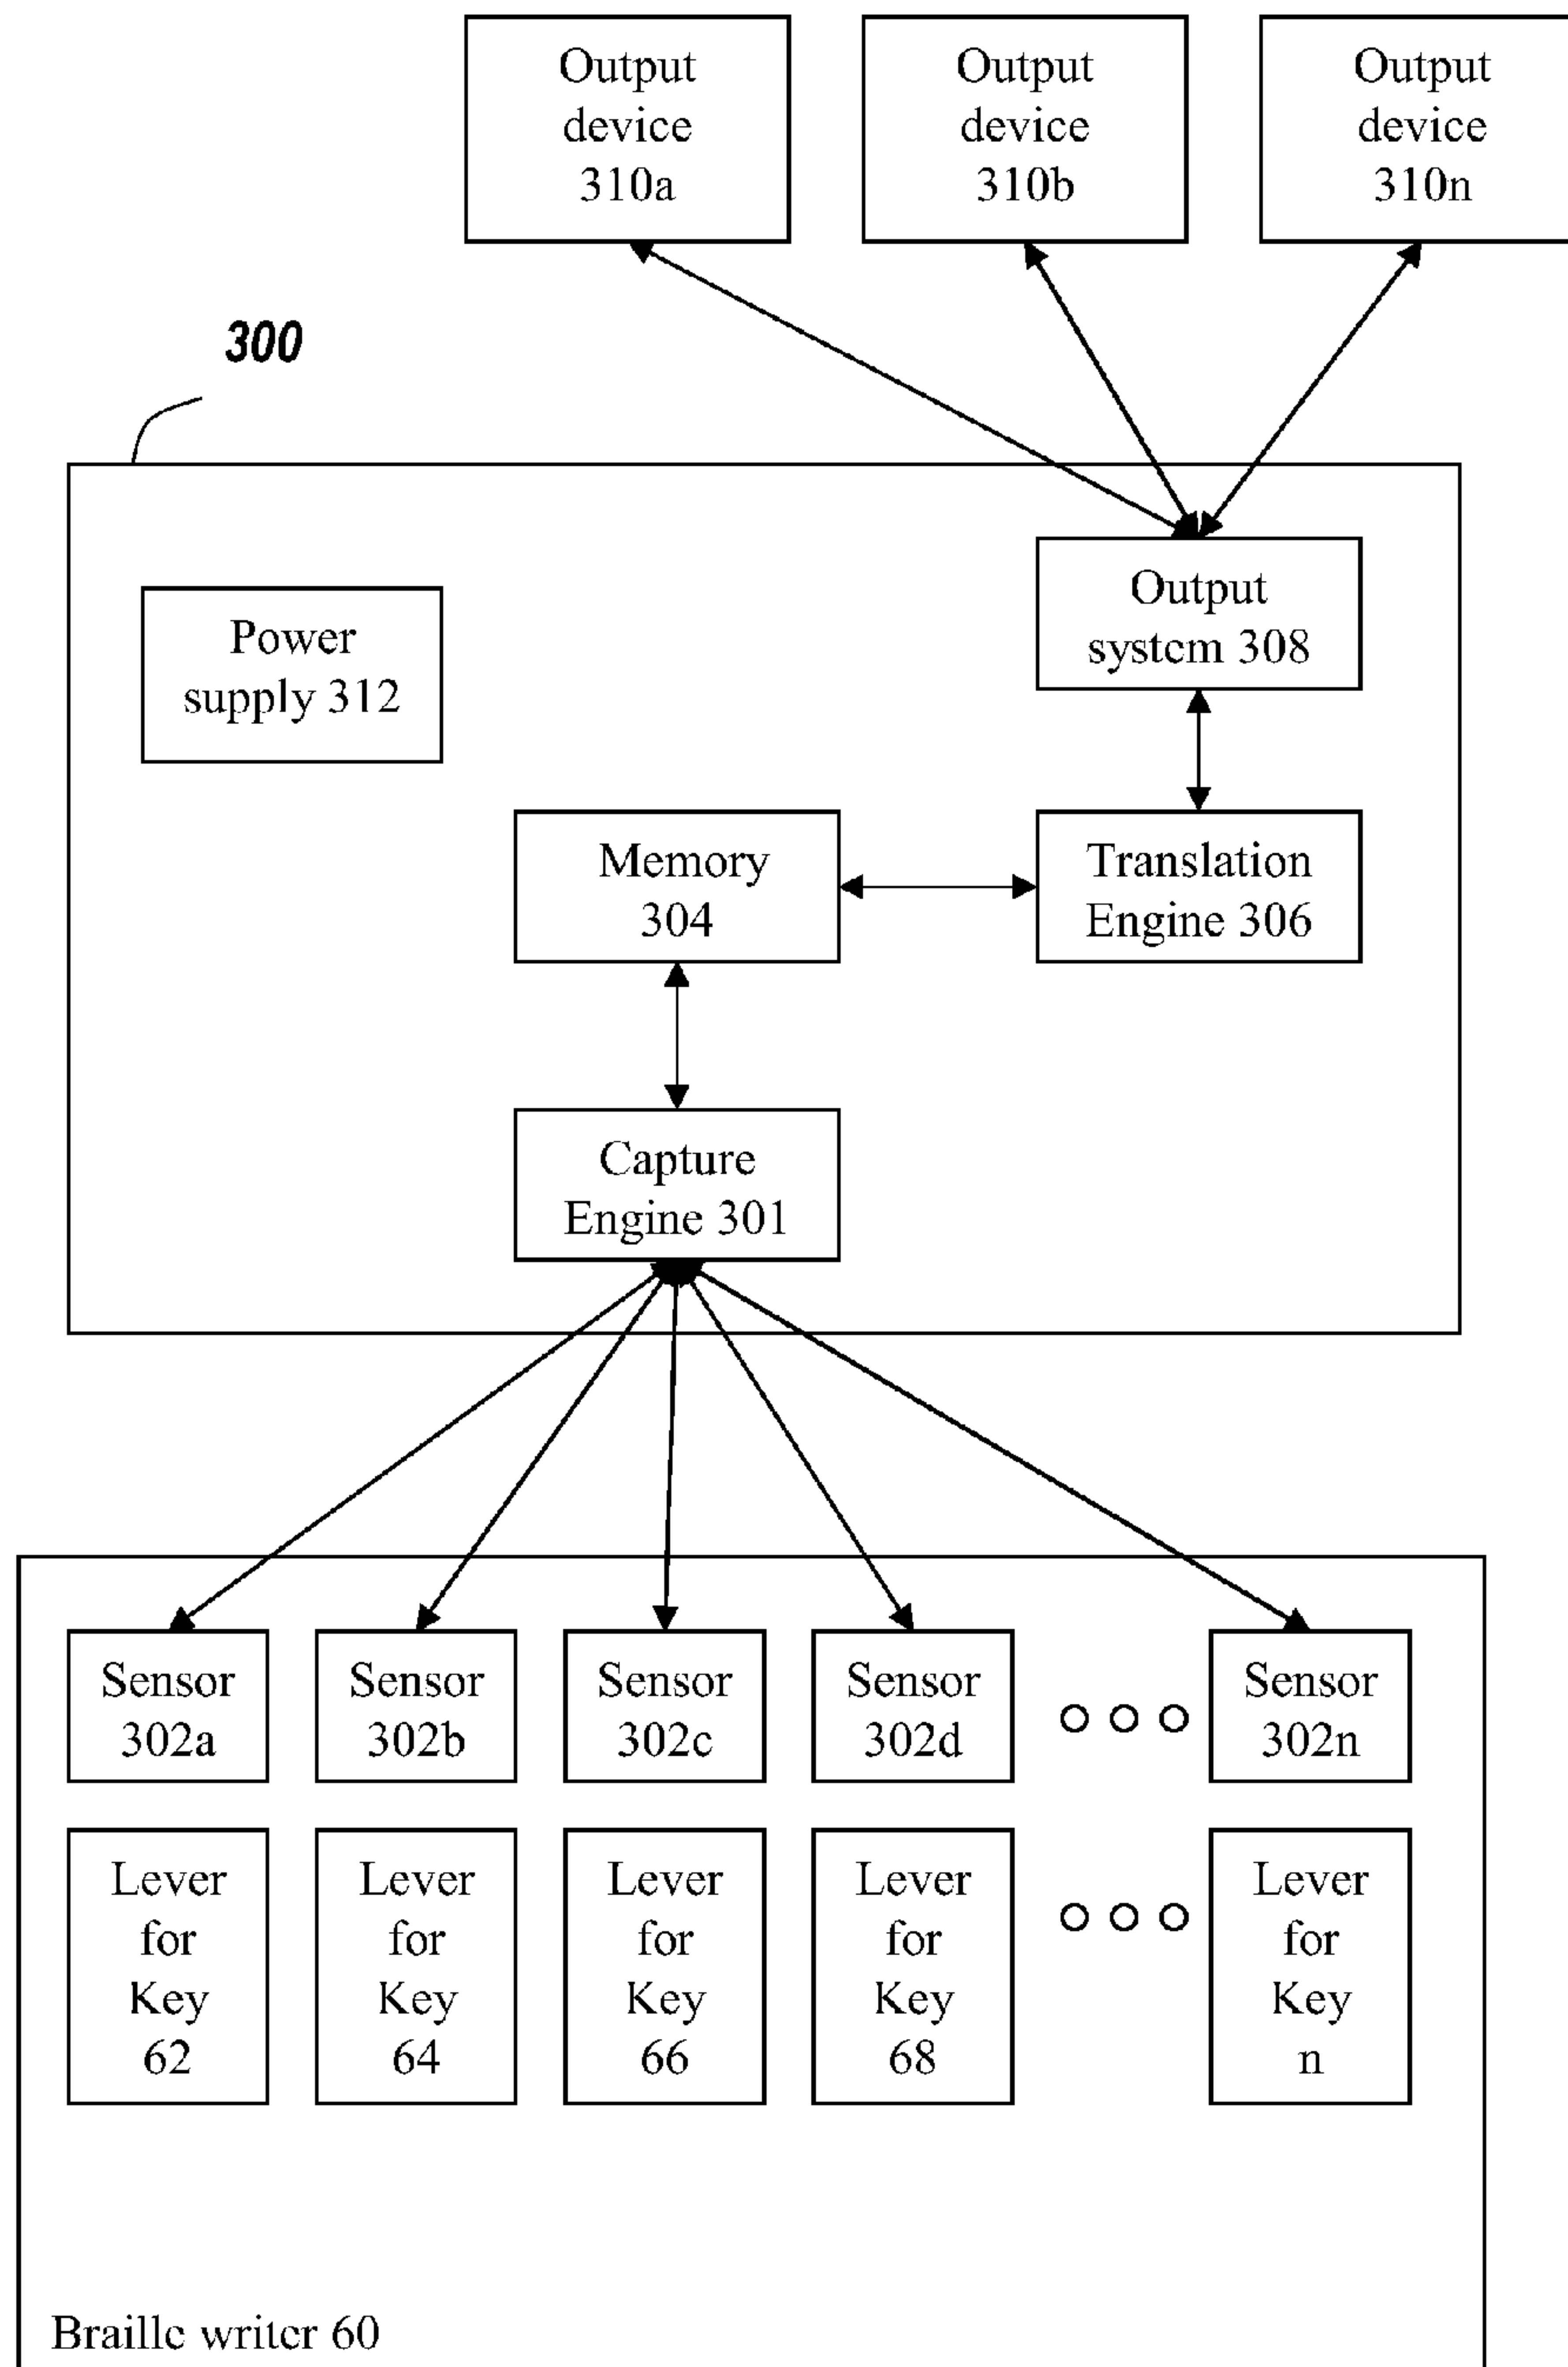 Output
device
310a
Output
device
310b
Output
device
310n
300
Output
system 308
Power
supply 312
Memory
304
Translation
Engine 306
Capture
Engine 301
Sensor
302a
Sensor
302b
Sensor
302c
Sensor
302d
Sensor
302n
Lever
for
Key
62
Lever
for
Key
64
Lever
for
Key
66
Lever
for
Key
68
Lever
for
Key
n
Braille writer 60